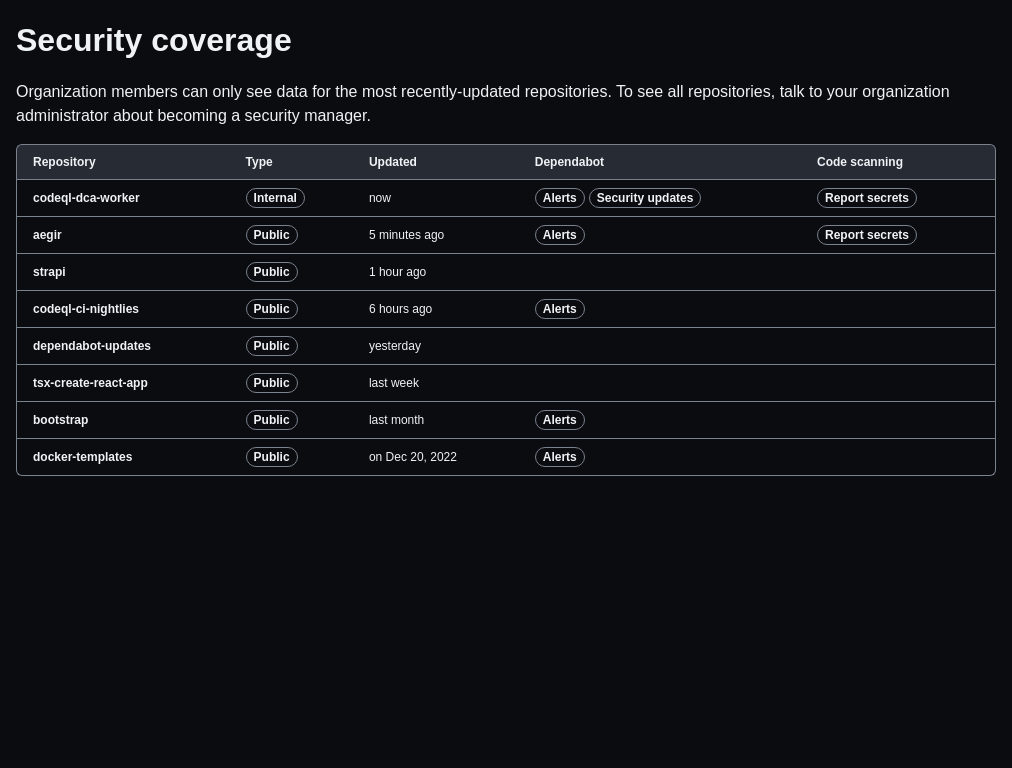 Security coverage
Organization members can only see data for the most recently-updated repositories. To see all repositories, talk to your organization
administrator about becoming a security manager.
Repository Type Updated Dependabot Code scanning
codeql-dca-worker Internal now Alerts Security updates Report secrets
aegir Public 5 minutes ago Alerts Report secrets
strapi Public 1 hour ago
codeql-ci-nightlies Public 6 hours ago Alerts
dependabot-updates Public yesterday
tsx-create-react-app Public last week
bootstrap Public last month Alerts
docker-templates Public on Dec 20, 2022 Alerts